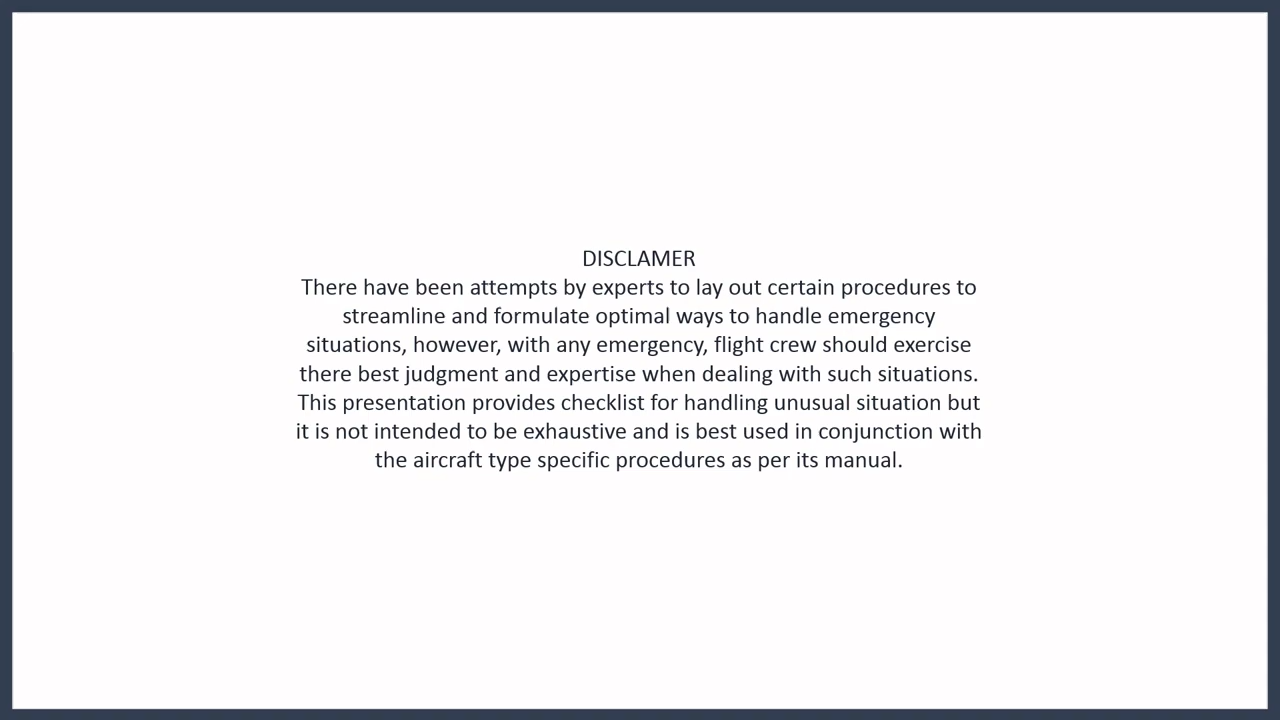 DISCLAMER
There have been attempts by experts to lay out certain procedures to
streamline and formulate optimal ways to handle emergency
situations, however, with any emergency, flight crew should exercise
there best judgment and expertise when dealing with such situations.
This presentation provides checklist for handling unusual situation but
it is not intended to be exhaustive and is best used in conjunction with
the aircraft type specific procedures as per its manual.